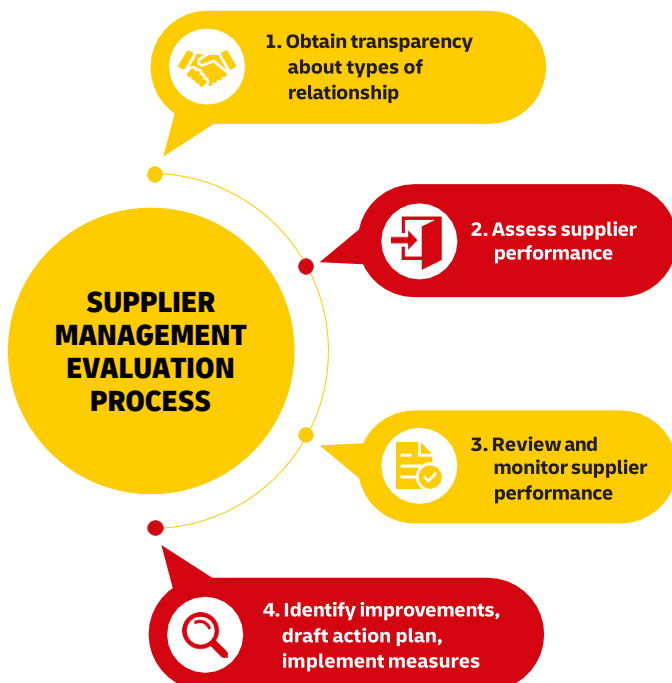 1. Obtain transparency
about types of
relationship
2. Assess supplier
performance
SUPPLIER
MANAGEMENT
EVALUATION
PROCESS
3. Review and
monitor supplier
performance
4. Identify improvements,
draft action plan,
implement measures